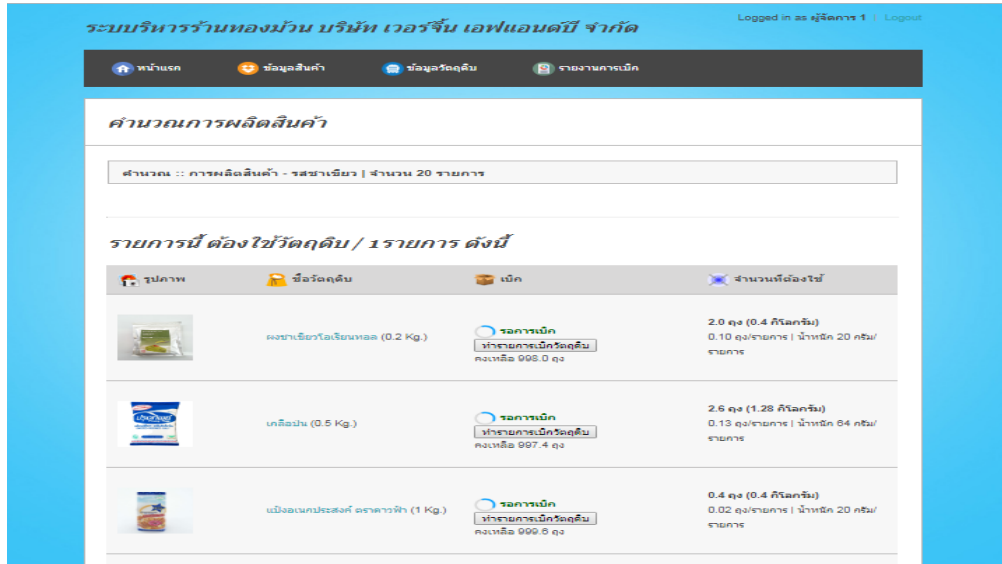 ระบบริหารร้านทองม้วน บริษัท เวอร์จิ้น เอฟแอนด์บี จำกัด
Logged in as ผู้จัดการ 1 | Logout
หน้าแรก
ข้อมูลสินค้า
ข้อมูลวัตถุดิบ
รายงานการเบิก
คำนวณการผลิตสินค้า
คำนวณ :: การผลิตสินค้า - รสชาเขียว | จำนวน 20 รายการ
รายการนี้ ต้องใช้วัตถุดิบ / 1รายการ ดังนี้
รูปภาพ
ชื่อวัตถุดิบ
เบิก
จำนวนที่ต้องใช้
ผงชาเขียวโอเรียนทอล (0.2 Kg.)
รอการเบิก
ทำรายการเบิกวัตถุดิบ
คงเหลือ 998.0 ถุง
2.0 ถุง (0.4 กิโลกรัม)
0.10 ถุง/รายการ | น้ำหนัก 20 กรัม/
รายการ
เกลือป่น (0.5 Kg.)
รอการเบิก
ทำรายการเบิกวัตถุดิบ
คงเหลือ 997.4 ถุง
2.6 ถุง (1.28 กิโลกรัม)
0.13 ถุง/รายการ | น้ำหนัก 64 กรัม/
รายการ
แป้งอเนกประสงค์ ตราดาวฟ้า (1 Kg.)
รอการเบิก
ทำรายการเบิกวัตถุดิบ
คงเหลือ 999.6 ถุง
0.4 ถุง (0.4 กิโลกรัม)
0.02 ถุง/รายการ | น้ำหนัก 20 กรัม/
รายการ